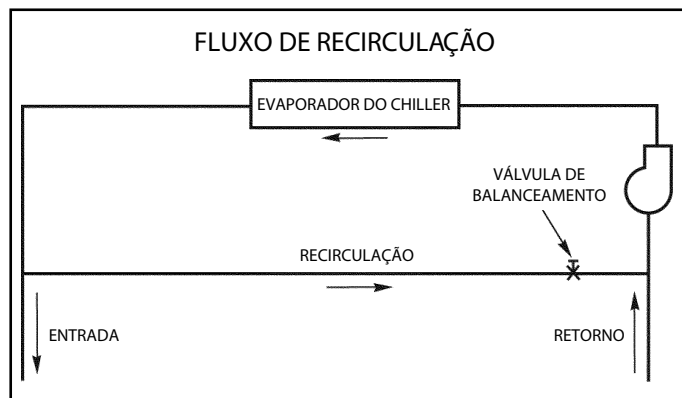 FLUXO DE RECIRCULAÇÃO
EVAPORADOR DO CHILLER
VÁLVULA DE
BALANCEAMENTO
RECIRCULAÇÃO
ENTRADA
RETORNO